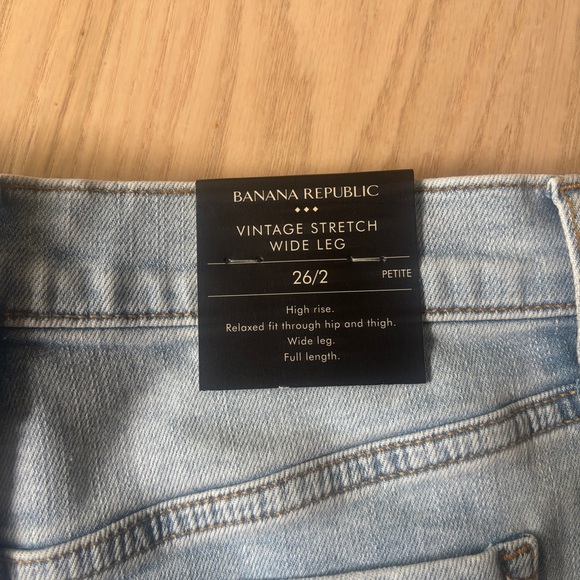 BANANA REPUBLIC
VINTAGE STRETCH
WIDE LEG
26/2 PETITE
High rise.
Relaxed fit through hip and thigh.
Wide leg.
Full length.